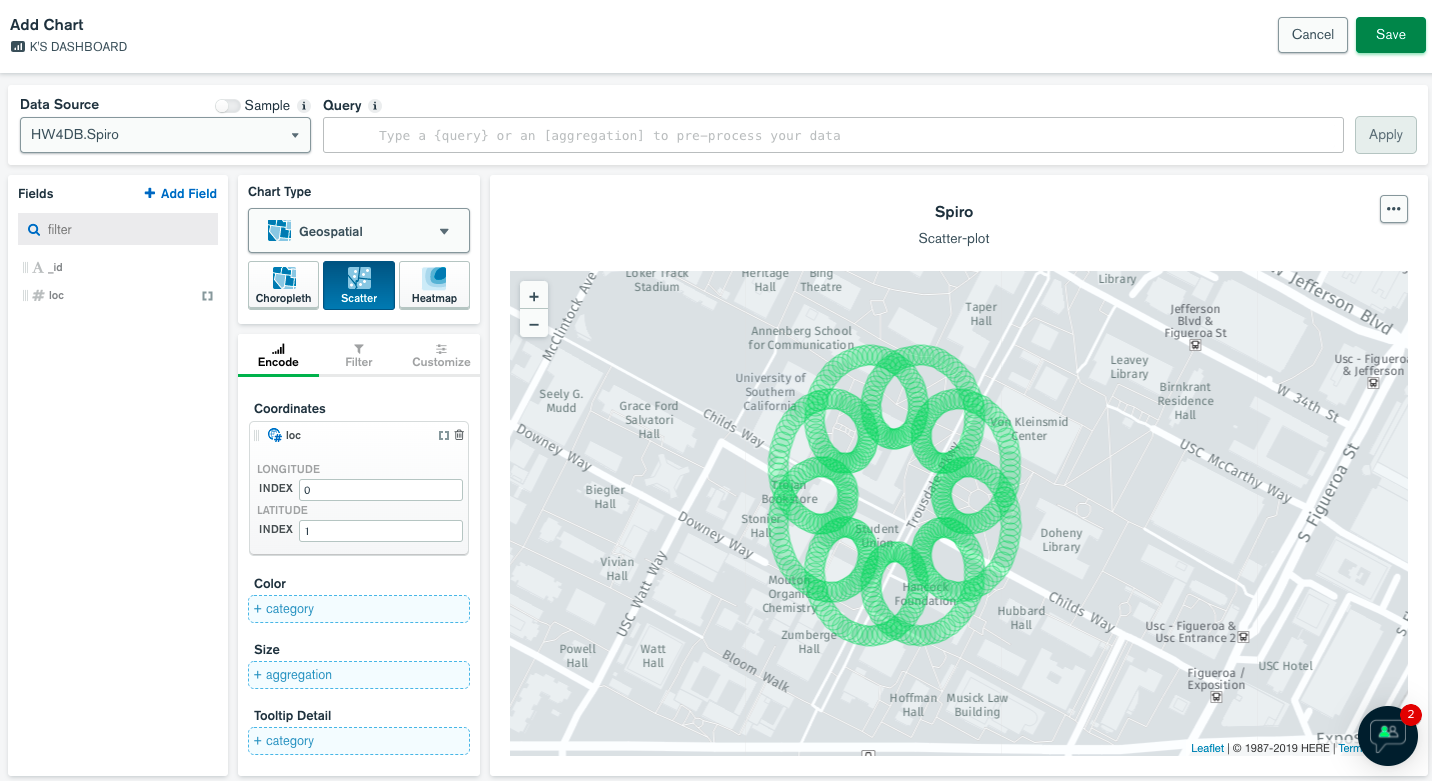 Add Chart
K'S DASHBOARD
Cancel
Save
Data Source
Sample
Query
HW4DB.Spiro
Type a {query} or an [aggregation] to pre-process your data
Apply
Fields
+ Add Field
filter
A _id
# loc
Chart Type
Geospatial
Choropleth
Scatter
Heatmap
Encode
Filter
Customize
Coordinates
loc
LONGITUDE
INDEX 0
LATITUDE
INDEX 1
Color
+ category
Size
+ aggregation
Tooltip Detail
+ category
Spiro
Scatter-plot
+
−
Loker Track
Stadium
Heritage
Hall
Bing
Theatre
Library
McClintock Ave
W Jefferson Blvd
Taper
Hall
Jefferson
Blvd &
Figueroa St
Annenberg School
for Communication
Leavey
Library
Usc - Figueroa
& Jefferson
University of
Southern
California
Birnkrant
Residence
Hall
W 34th St
Seely G.
Mudd
Grace Ford
Salvatori
Hall
Childs Way
Von Kleinsmid
Center
Downey Way
USC McCarthy Way
S Figueroa St
Biegler
Hall
Trojan
Bookstore
Trousdale
Stonier
Hall
Student
Union
Downey Way
Doheny
Library
Vivian
Hall
Mouton
Organic
Chemistry
Hancock
Foundation
USC Watt Way
Hubbard
Hall
Childs Way
Usc - Figueroa &
Usc Entrance 2
Zumberge
Hall
Powell
Hall
Watt
Hall
Bloom Walk
USC Hotel
Figueroa /
Exposition
Hoffman
Hall
Musick Law
Building
2
Leaflet | © 1987-2019 HERE |